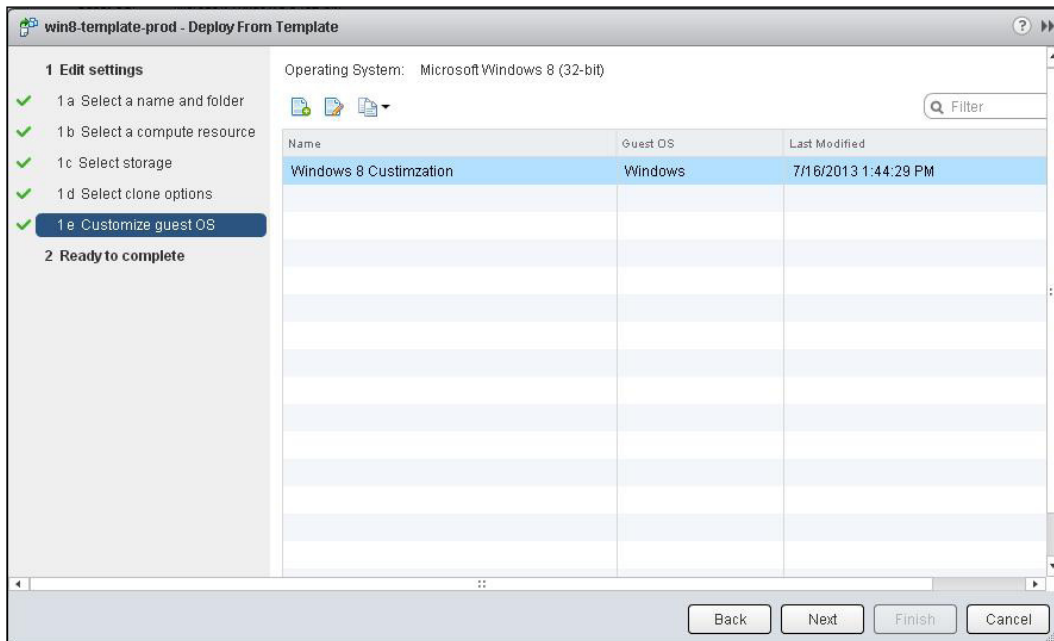 win8-template-prod - Deploy From Template
1 Edit settings
1a Select a name and folder
1b Select a compute resource
1c Select storage
1d Select clone options
1e Customize guest OS
2 Ready to complete
Operating System: Microsoft Windows 8 (32-bit)
Filter
Name Guest OS Last Modified
Windows 8 Custimzation Windows 7/16/2013 1:44:29 PM
Back Next Finish Cancel